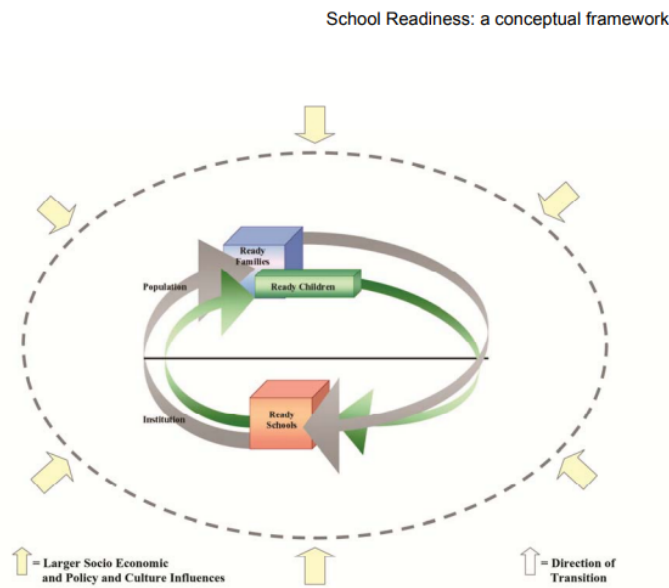 School Readiness: a conceptual framework
Ready
Families
Population
Ready Children
Institution
Ready
Schools
= Larger Socio Economic
and Policy and Culture Influences
= Direction of
Transition